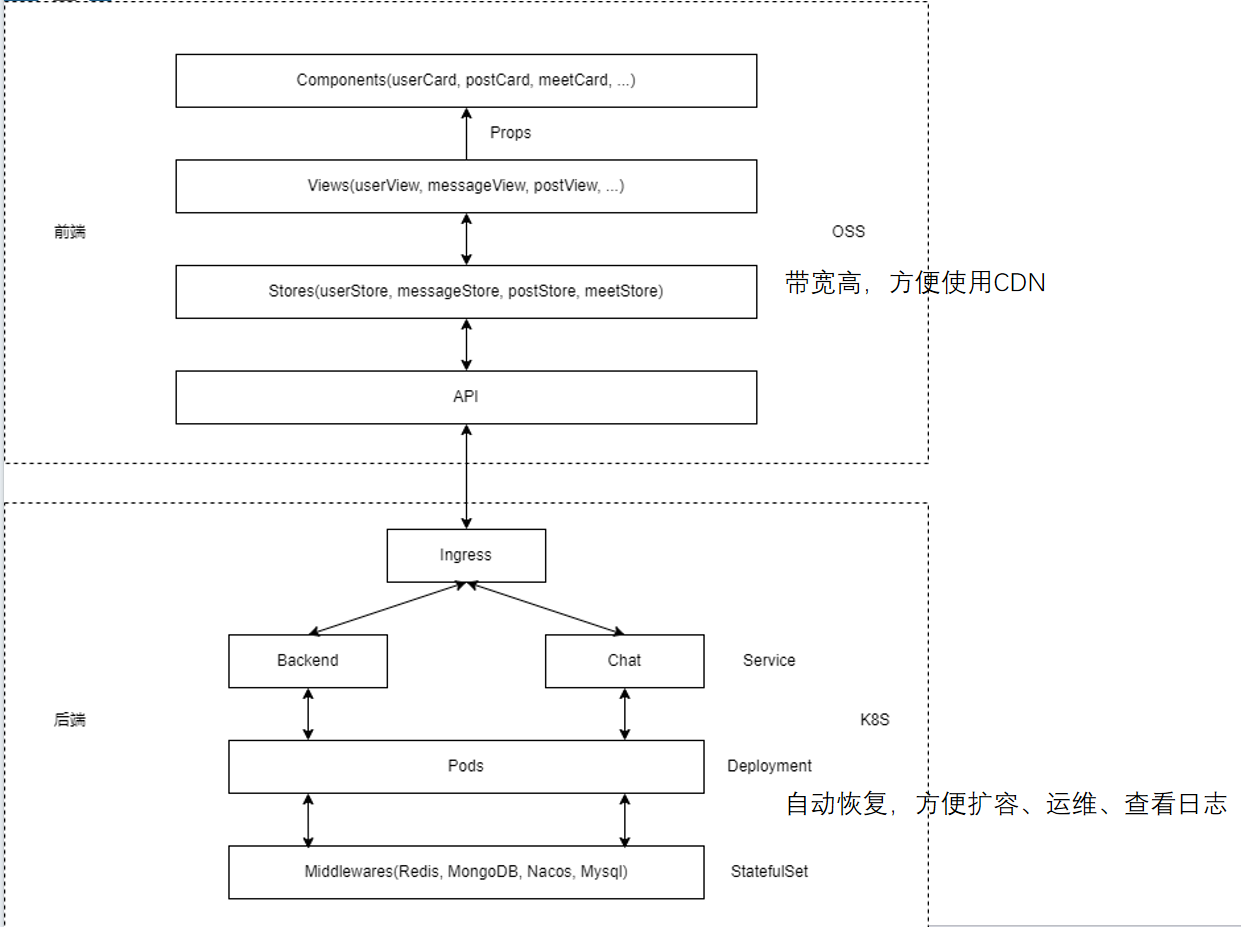 Components(userCard, postCard, meetCard, ...)
Props
Views(userView, messageView, postView, ...)
前端
OSS
Stores(userStore, messageStore, postStore, meetStore)
带宽高，方便使用CDN
API
Ingress
Backend
Chat
Service
后端
K8S
Pods
Deployment
自动恢复，方便扩容、运维、查看日志
Middlewares(Redis, MongoDB, Nacos, Mysql)
StatefulSet